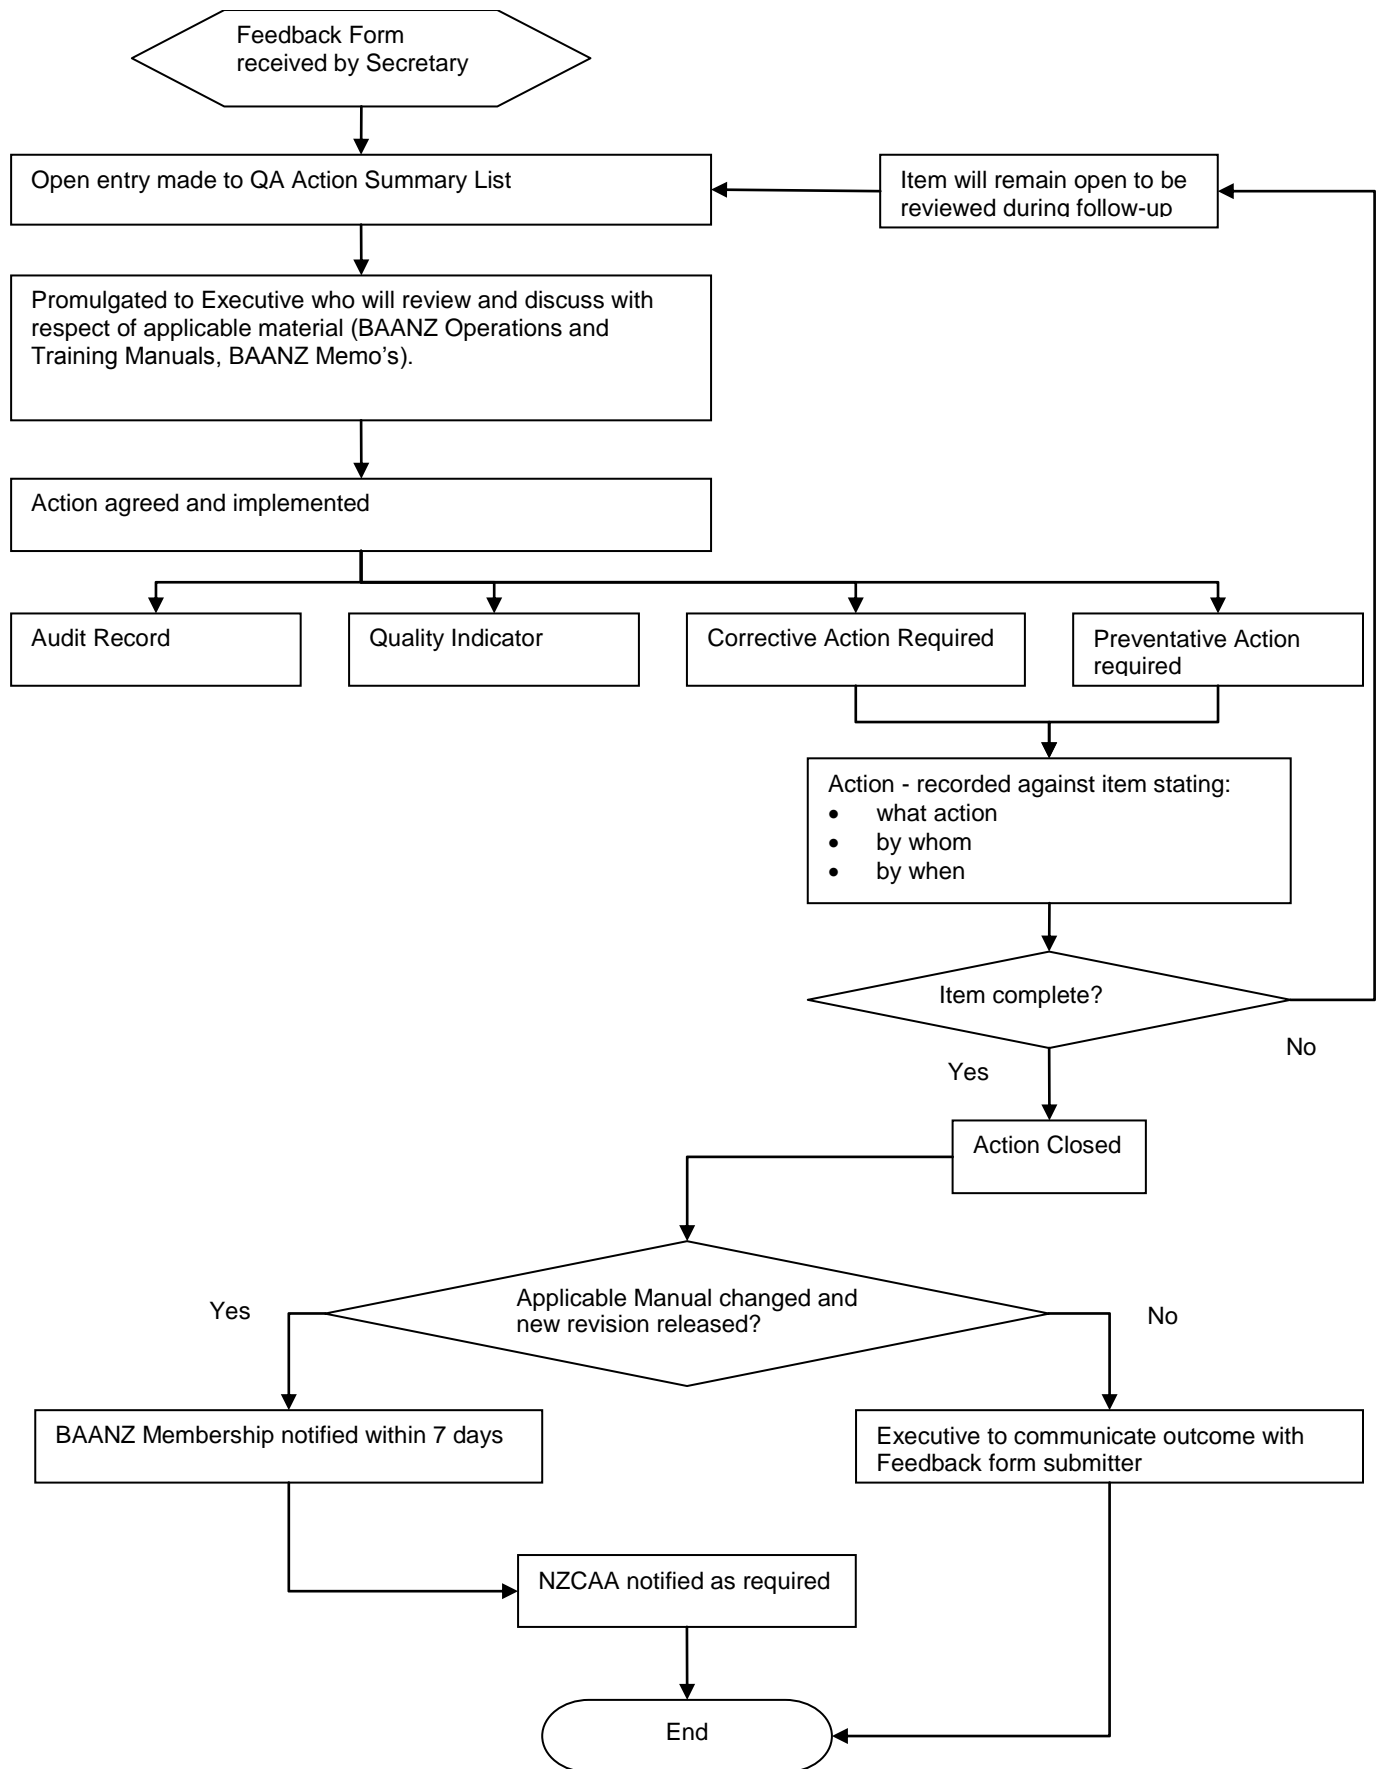 Feedback Form
received by Secretary
Open entry made to QA Action Summary List
Item will remain open to be
reviewed during follow-up
Promulgated to Executive who will review and discuss with
respect of applicable material (BAANZ Operations and
Training Manuals, BAANZ Memo’s).
Action agreed and implemented
Audit Record
Quality Indicator
Corrective Action Required
Preventative Action
required
Action - recorded against item stating:
• what action
• by whom
• by when
Item complete?
No
Yes
Action Closed
Yes
Applicable Manual changed and
new revision released?
No
BAANZ Membership notified within 7 days
Executive to communicate outcome with
Feedback form submitter
NZCAA notified as required
End